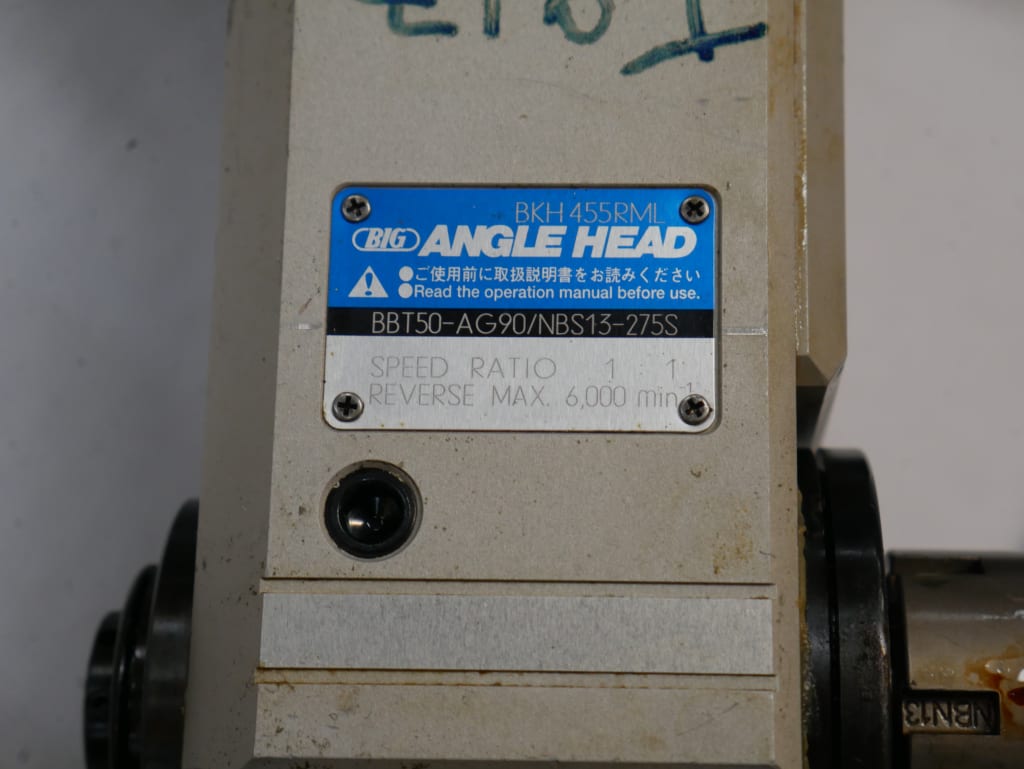 BKH 455RML
BIG ANGLE HEAD
●ご使用前に取扱説明書をお読みください
●Read the operation manual before use.
BBT50-AG90/NBS13-275S
SPEED RATIO 1 : 1
REVERSE MAX. 6,000 min-1
NBN13